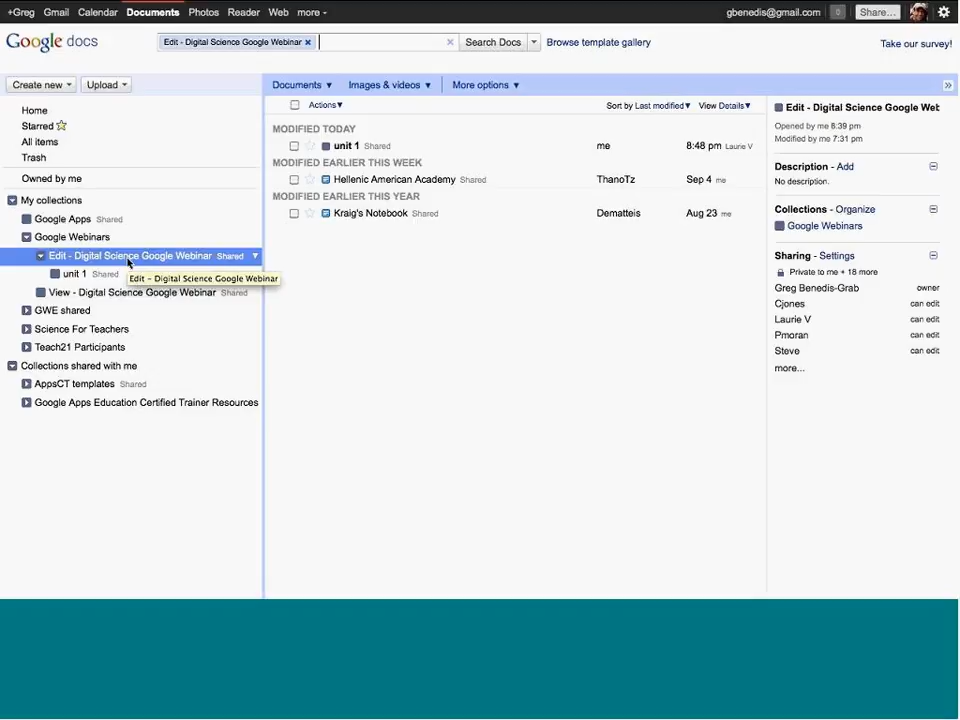 +Greg Gmail Calendar Documents Photos Reader Web more gbenedis@gmail.com 0 Share...
Google docs Edit - Digital Science Google Webinar × × Search Docs Browse template gallery Take our survey!
Create new Upload Documents Images & videos More options »
Home
Starred
All items
Trash
Owned by me
My collections
Google Apps Shared
Google Webinars
Edit - Digital Science Google Webinar Shared
unit 1 Shared
Edit - Digital Science Google Webinar
View - Digital Science Google Webinar Shared
GWE shared
Science For Teachers
Teach21 Participants
Collections shared with me
AppsCT templates Shared
Google Apps Education Certified Trainer Resources
Actions Sort by Last modified View Details
MODIFIED TODAY
unit 1 Shared me 8:48 pm Laurie V
MODIFIED EARLIER THIS WEEK
Hellenic American Academy Shared ThanoTz Sep 4 me
MODIFIED EARLIER THIS YEAR
Kraig's Notebook Shared Dematteis Aug 23 me
Edit - Digital Science Google Web
Opened by me 8:39 pm
Modified by me 7:31 pm
Description - Add
No description.
Collections - Organize
Google Webinars
Sharing - Settings
Private to me + 18 more
Greg Benedis-Grab owner
Cjones can edit
Laurie V can edit
Pmoran can edit
Steve can edit
more...